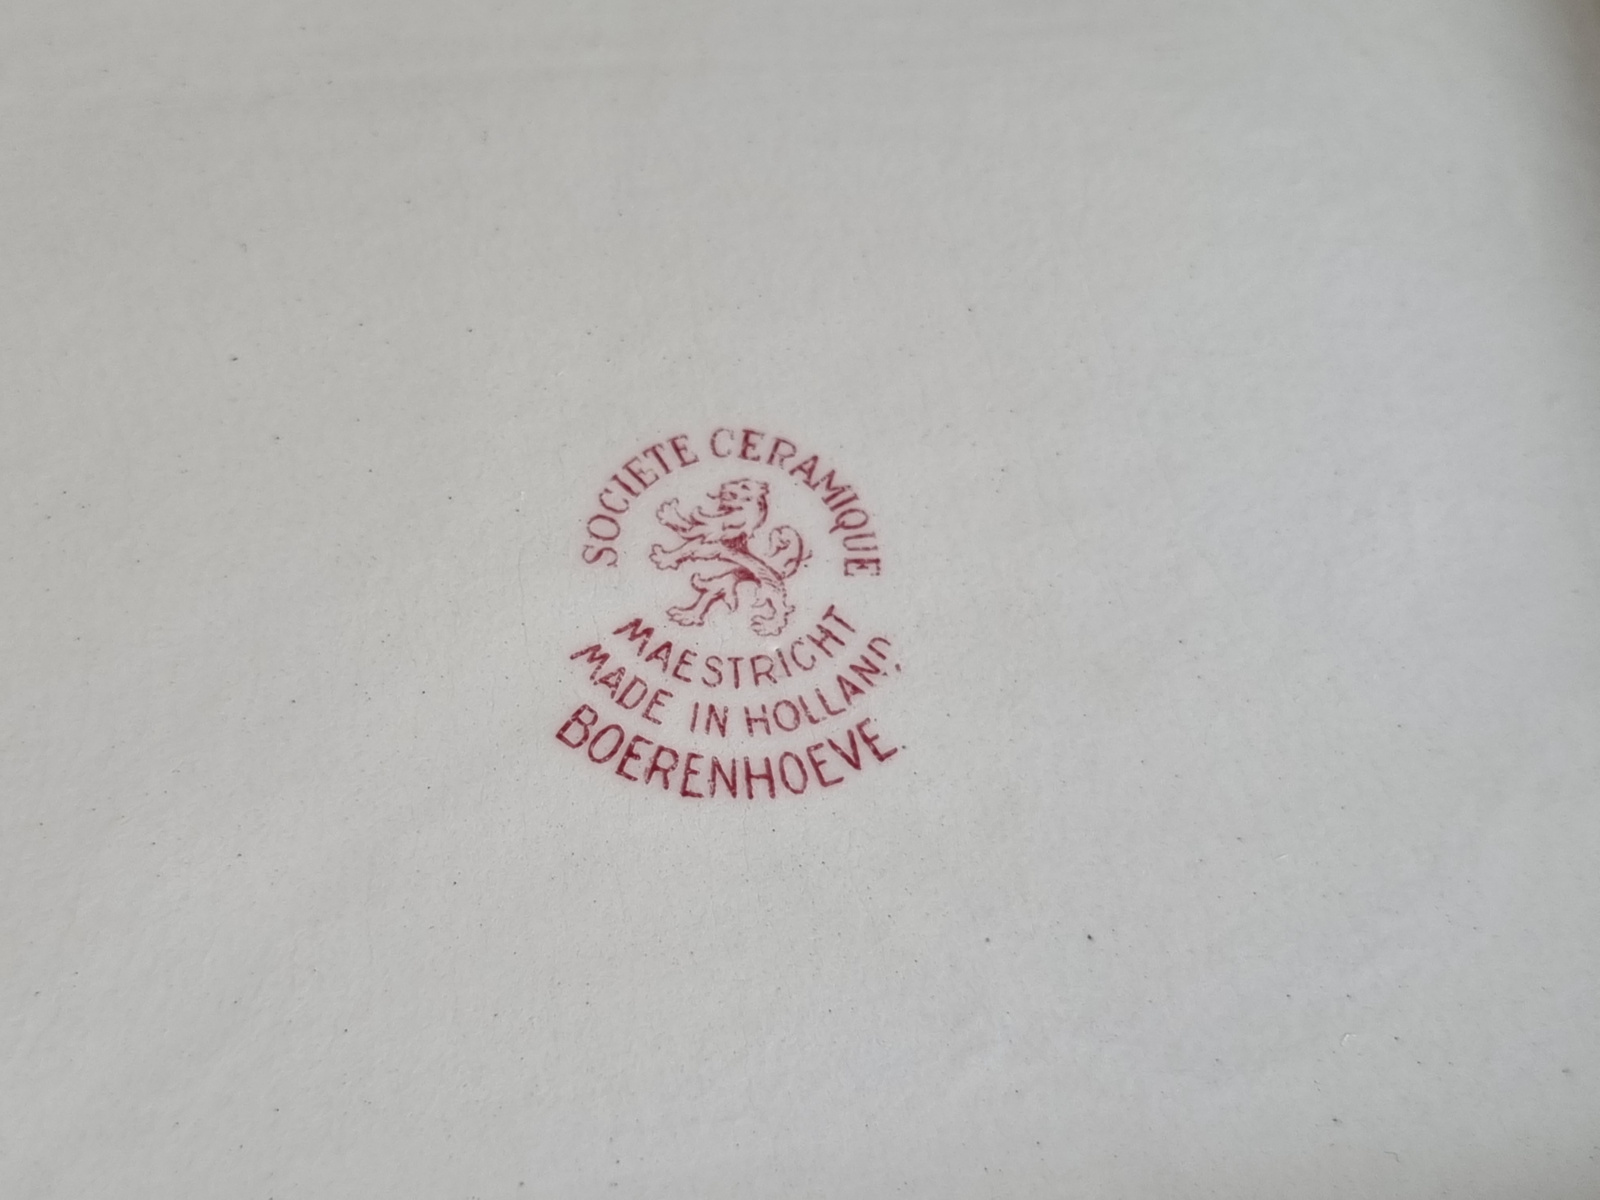 SOCIETE CERAMIQUE
MAESTRICHT
MADE IN HOLLAND
BOERENHOEVE.